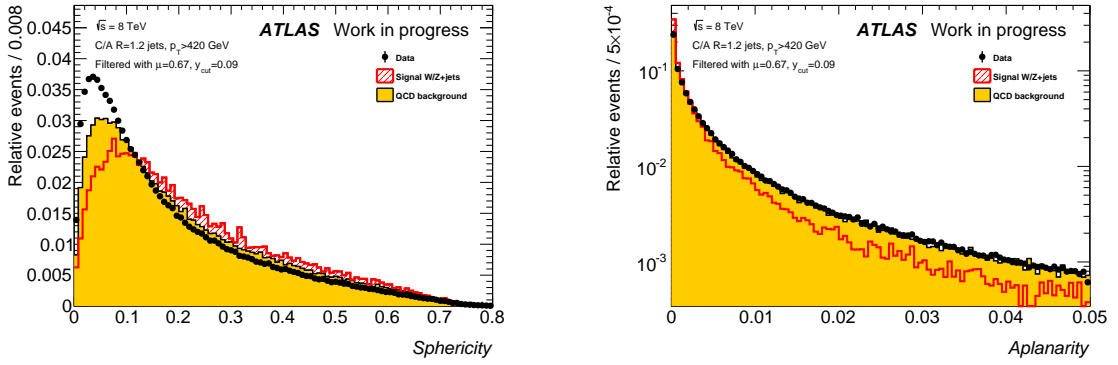 Relative events / 0.008
0.04
0.035
0.03
0.025
0.02
0.015
0.01
0.005
0
√s = 8 TeV
C/A R=1.2 jets, p_T>420 GeV
Filtered with μ=0.67, y_cut=0.09
ATLAS Work in progress
Data
Signal W/Z+jets
QCD background
0 0.1 0.2 0.3 0.4 0.5 0.6 0.7 0.8
Sphericity
Relative events / 5×10⁻⁴
10⁻¹
10⁻²
10⁻³
√s = 8 TeV
C/A R=1.2 jets, p_T>420 GeV
Filtered with μ=0.67, y_cut=0.09
ATLAS Work in progress
Data
Signal W/Z+jets
QCD background
0 0.01 0.02 0.03 0.04 0.05
Aplanarity